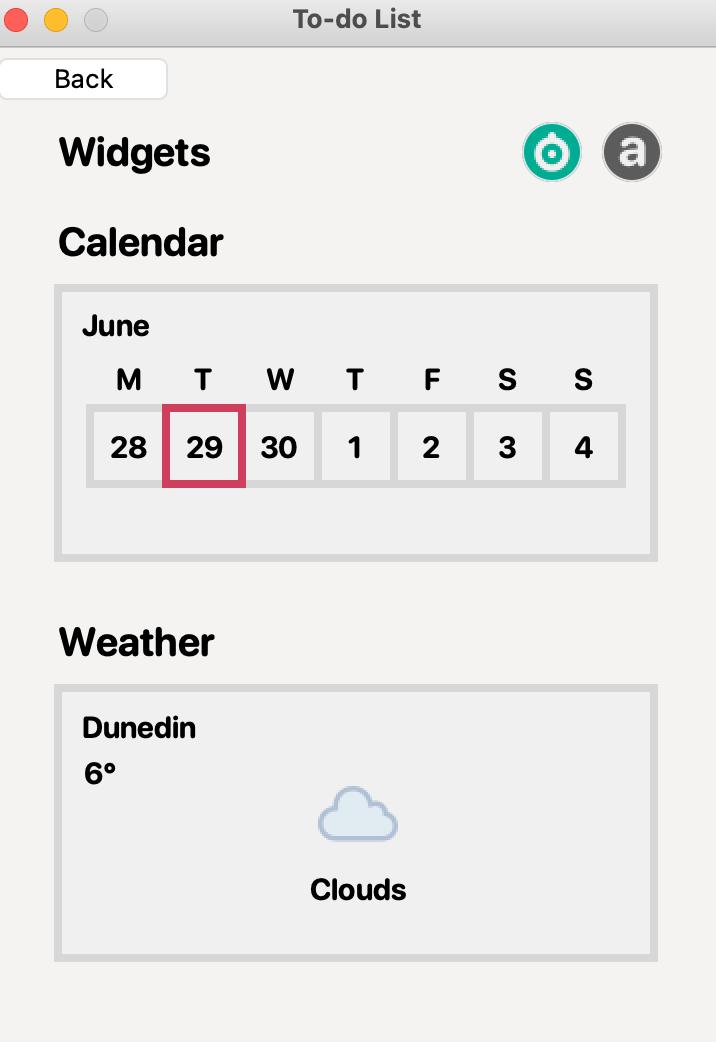 To-do List
Back
Widgets
a
Calendar
June
M T W T F S S
28 29 30 1 2 3 4
Weather
Dunedin
6°
Clouds